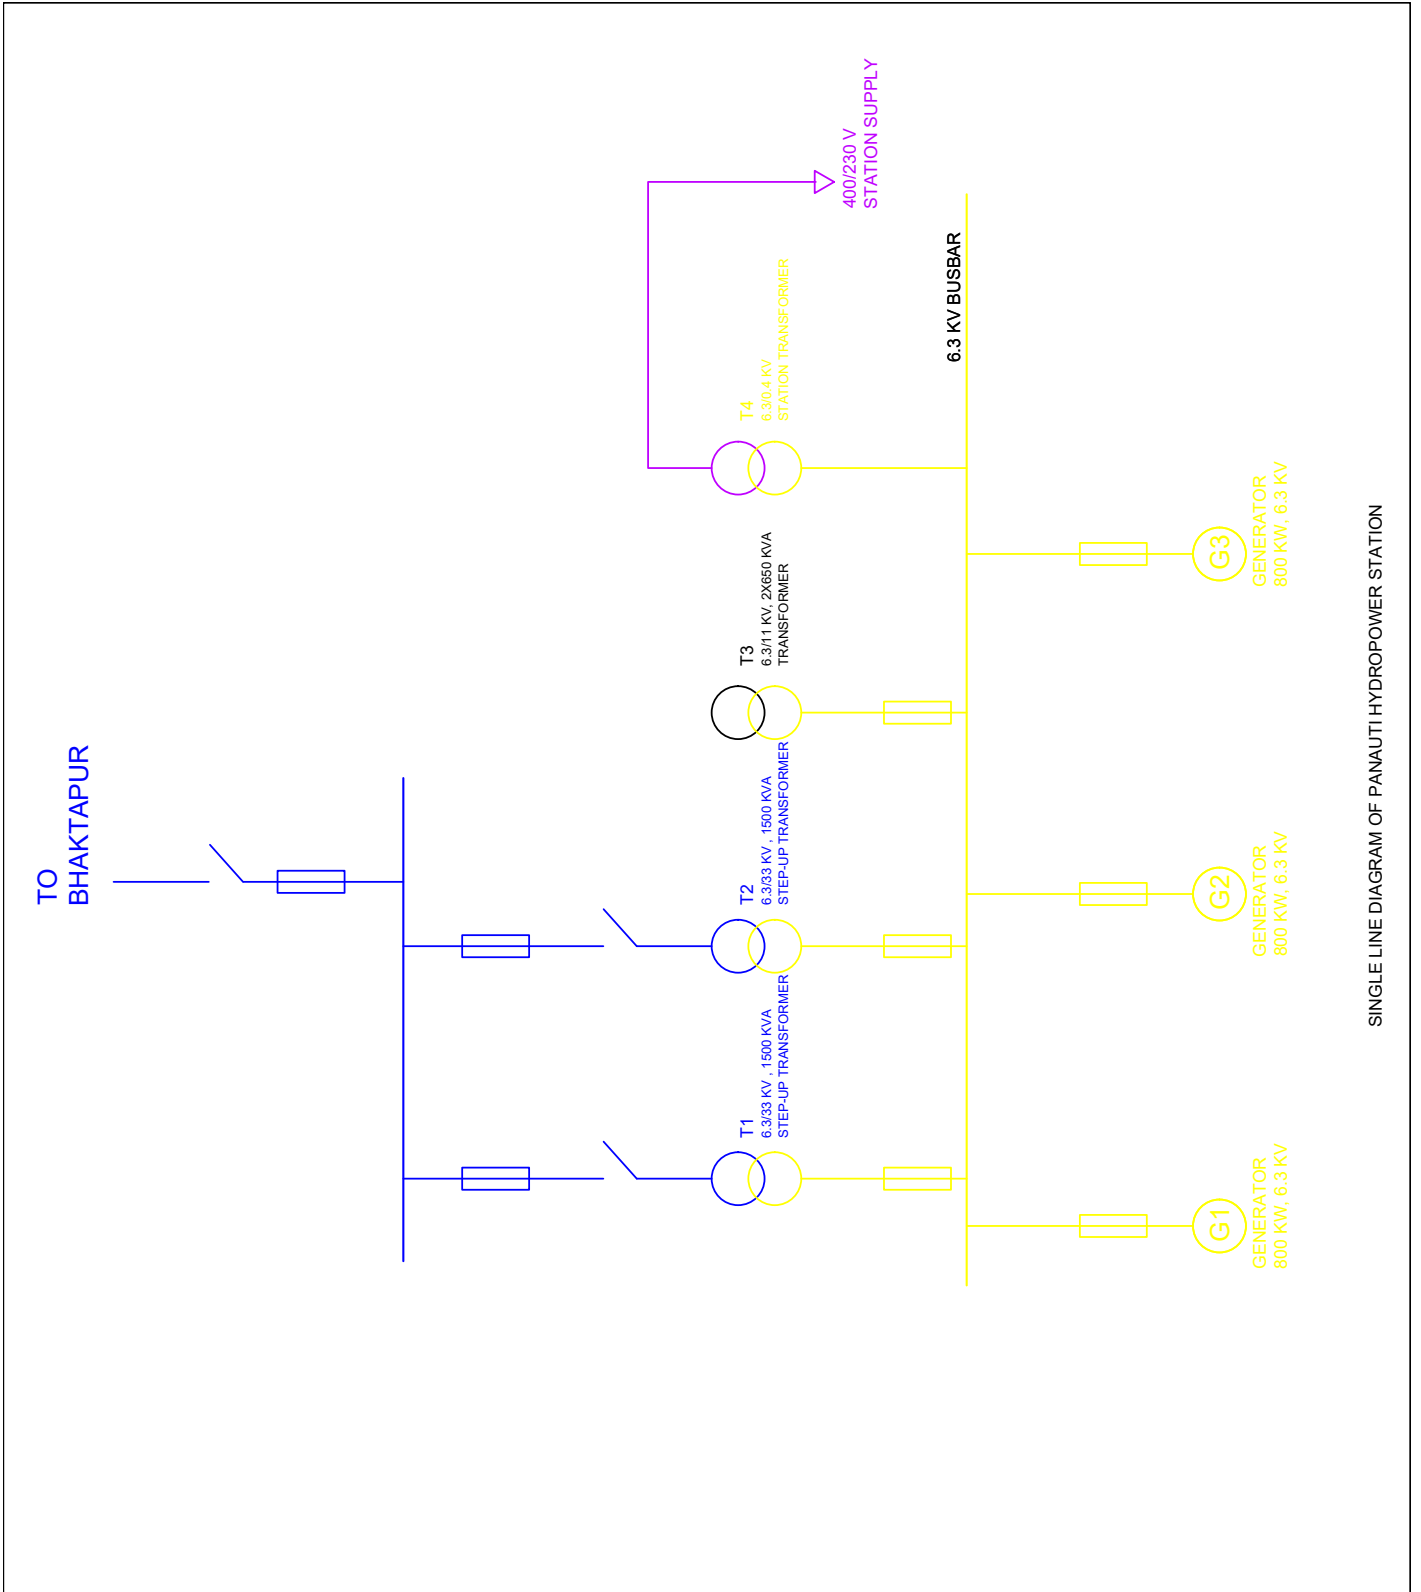 TO
BHAKTAPUR
400/230 V
STATION SUPPLY
T1
6.3/33 KV , 1500 KVA
STEP-UP TRANSFORMER
T2
6.3/33 KV , 1500 KVA
STEP-UP TRANSFORMER
T3
6.3/11 KV, 2X650 KVA
TRANSFORMER
T4
6.3/0.4 KV
STATION TRANSFORMER
6.3 KV BUSBAR
G1
GENERATOR
800 KW, 6.3 KV
G2
GENERATOR
800 KW, 6.3 KV
G3
GENERATOR
800 KW, 6.3 KV
SINGLE LINE DIAGRAM OF PANAUTI HYDROPOWER STATION